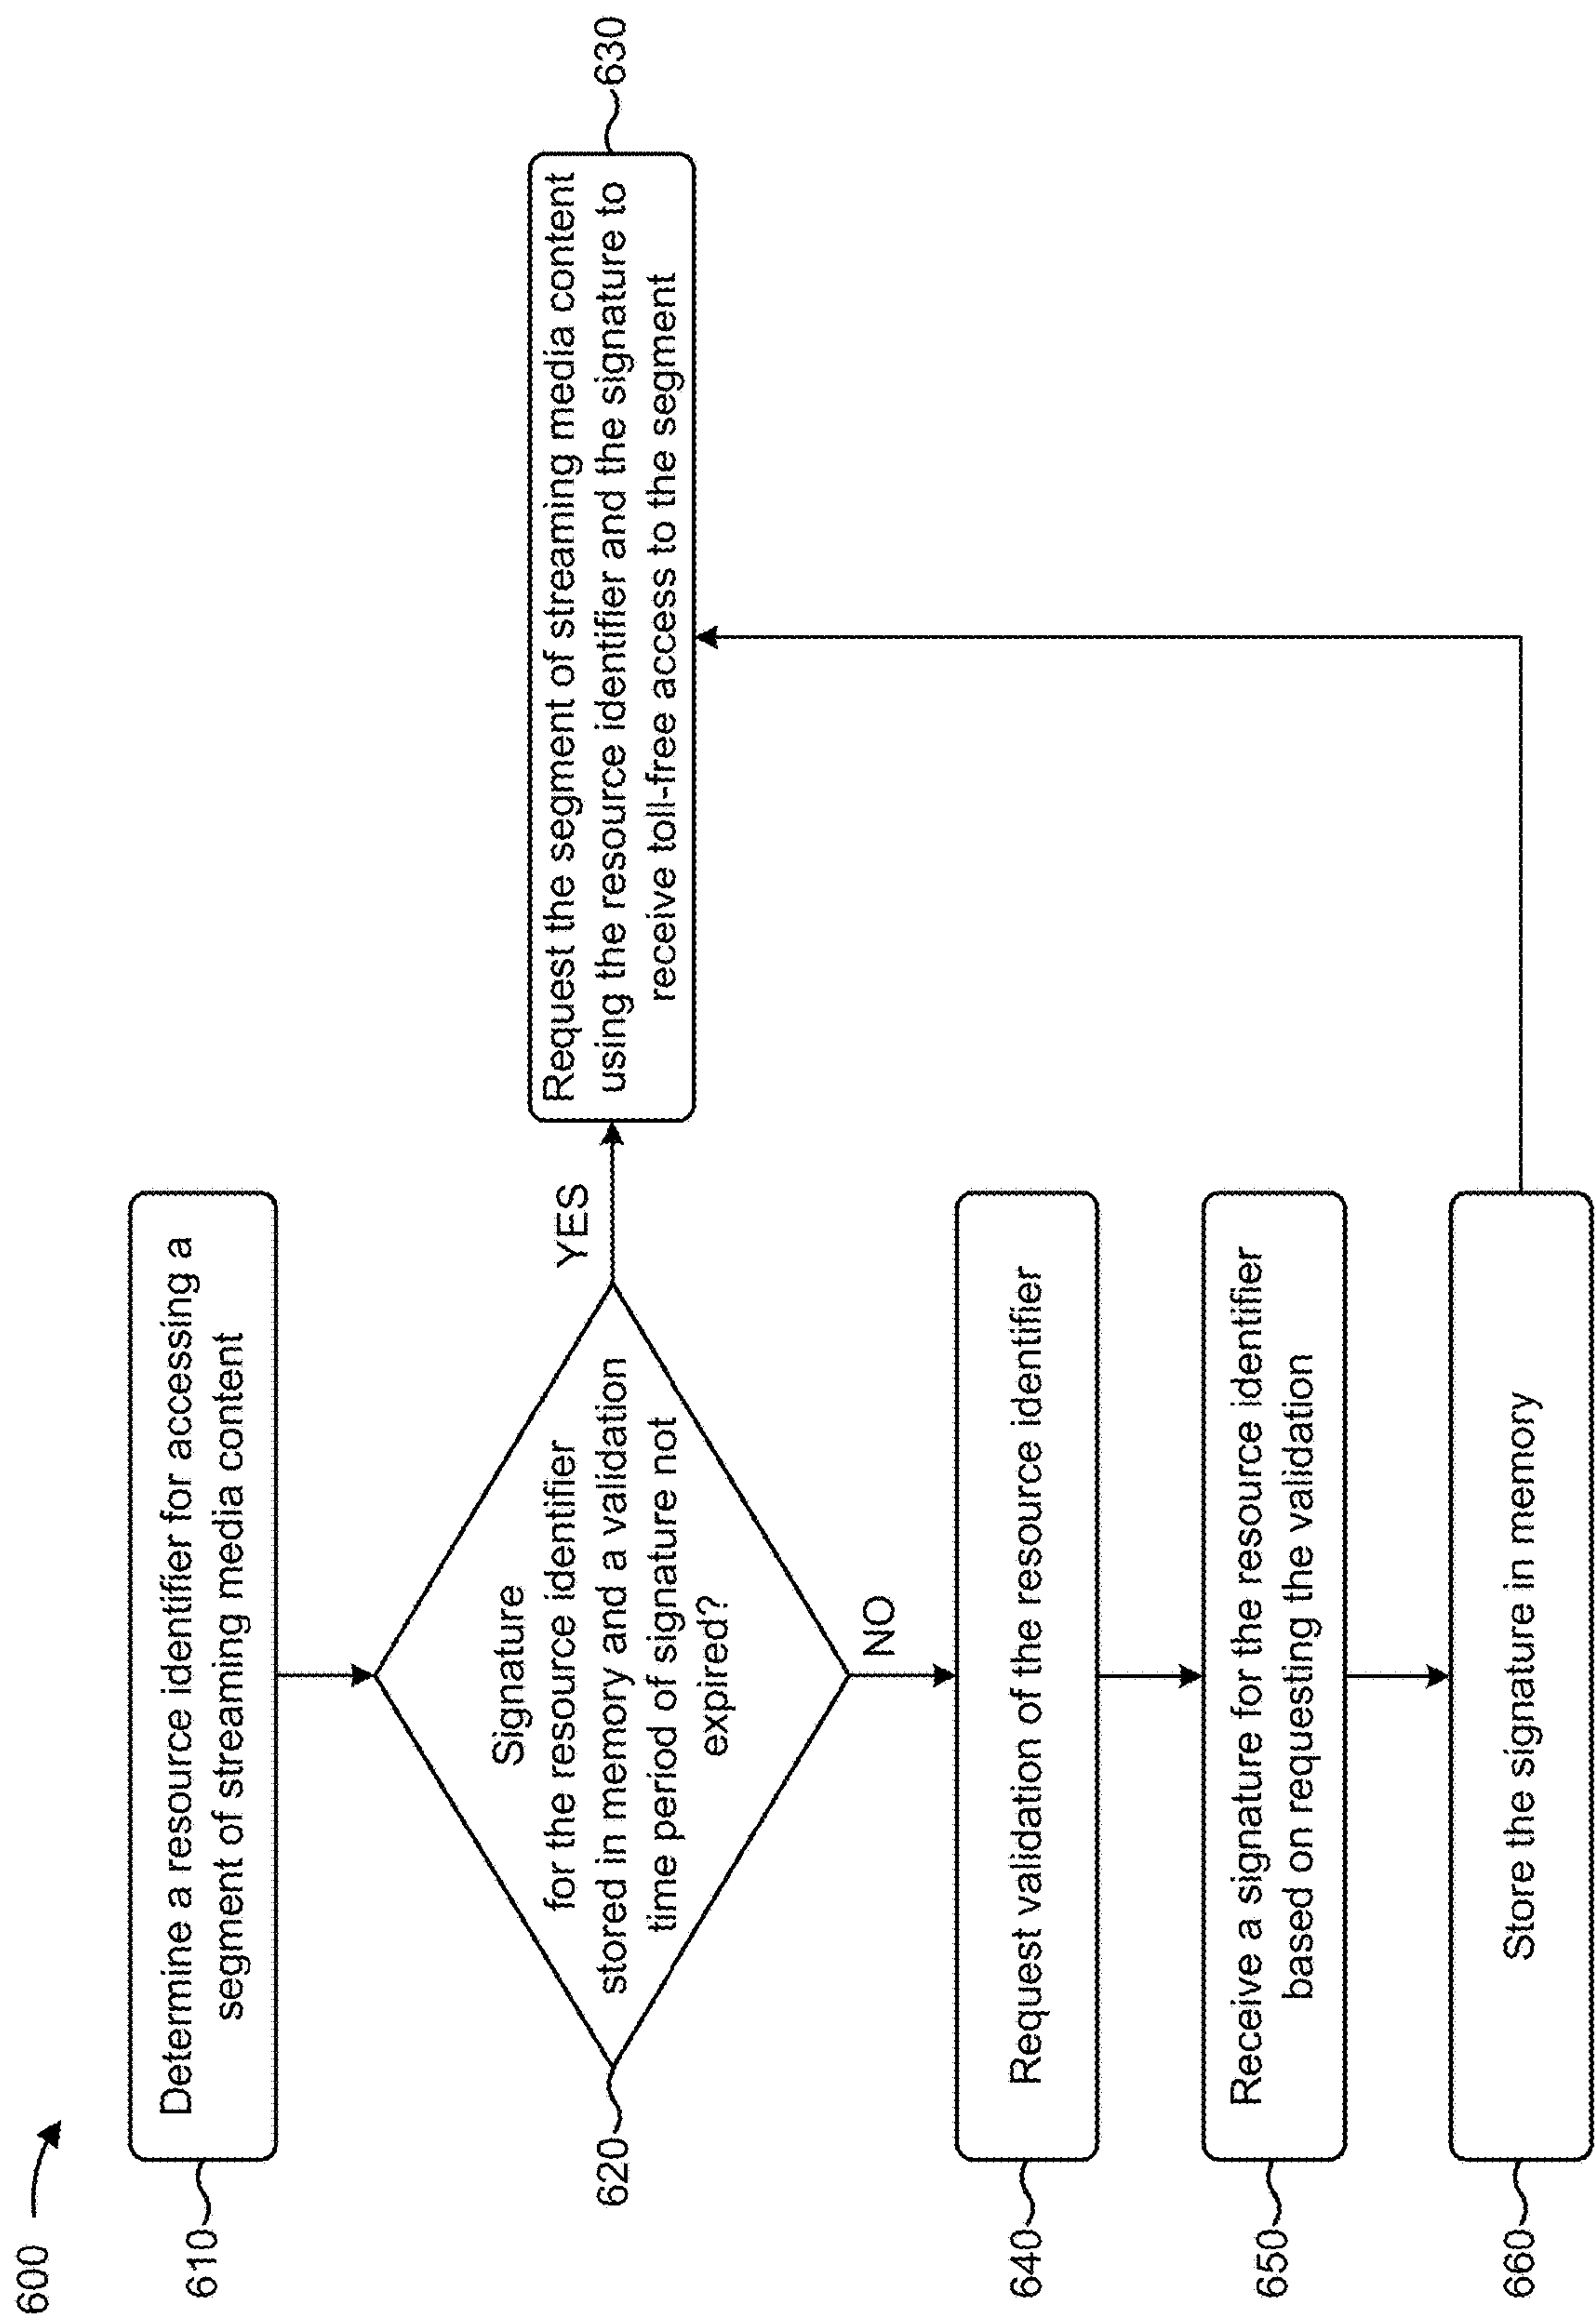 600
610
Determine a resource identifier for accessing a
segment of streaming media content
620
Signature
for the resource identifier
stored in memory and a validation
time period of signature not
expired?
YES
630
Request the segment of streaming media content
using the resource identifier and the signature to
receive toll-free access to the segment
NO
640
Request validation of the resource identifier
650
Receive a signature for the resource identifier
based on requesting the validation
660
Store the signature in memory